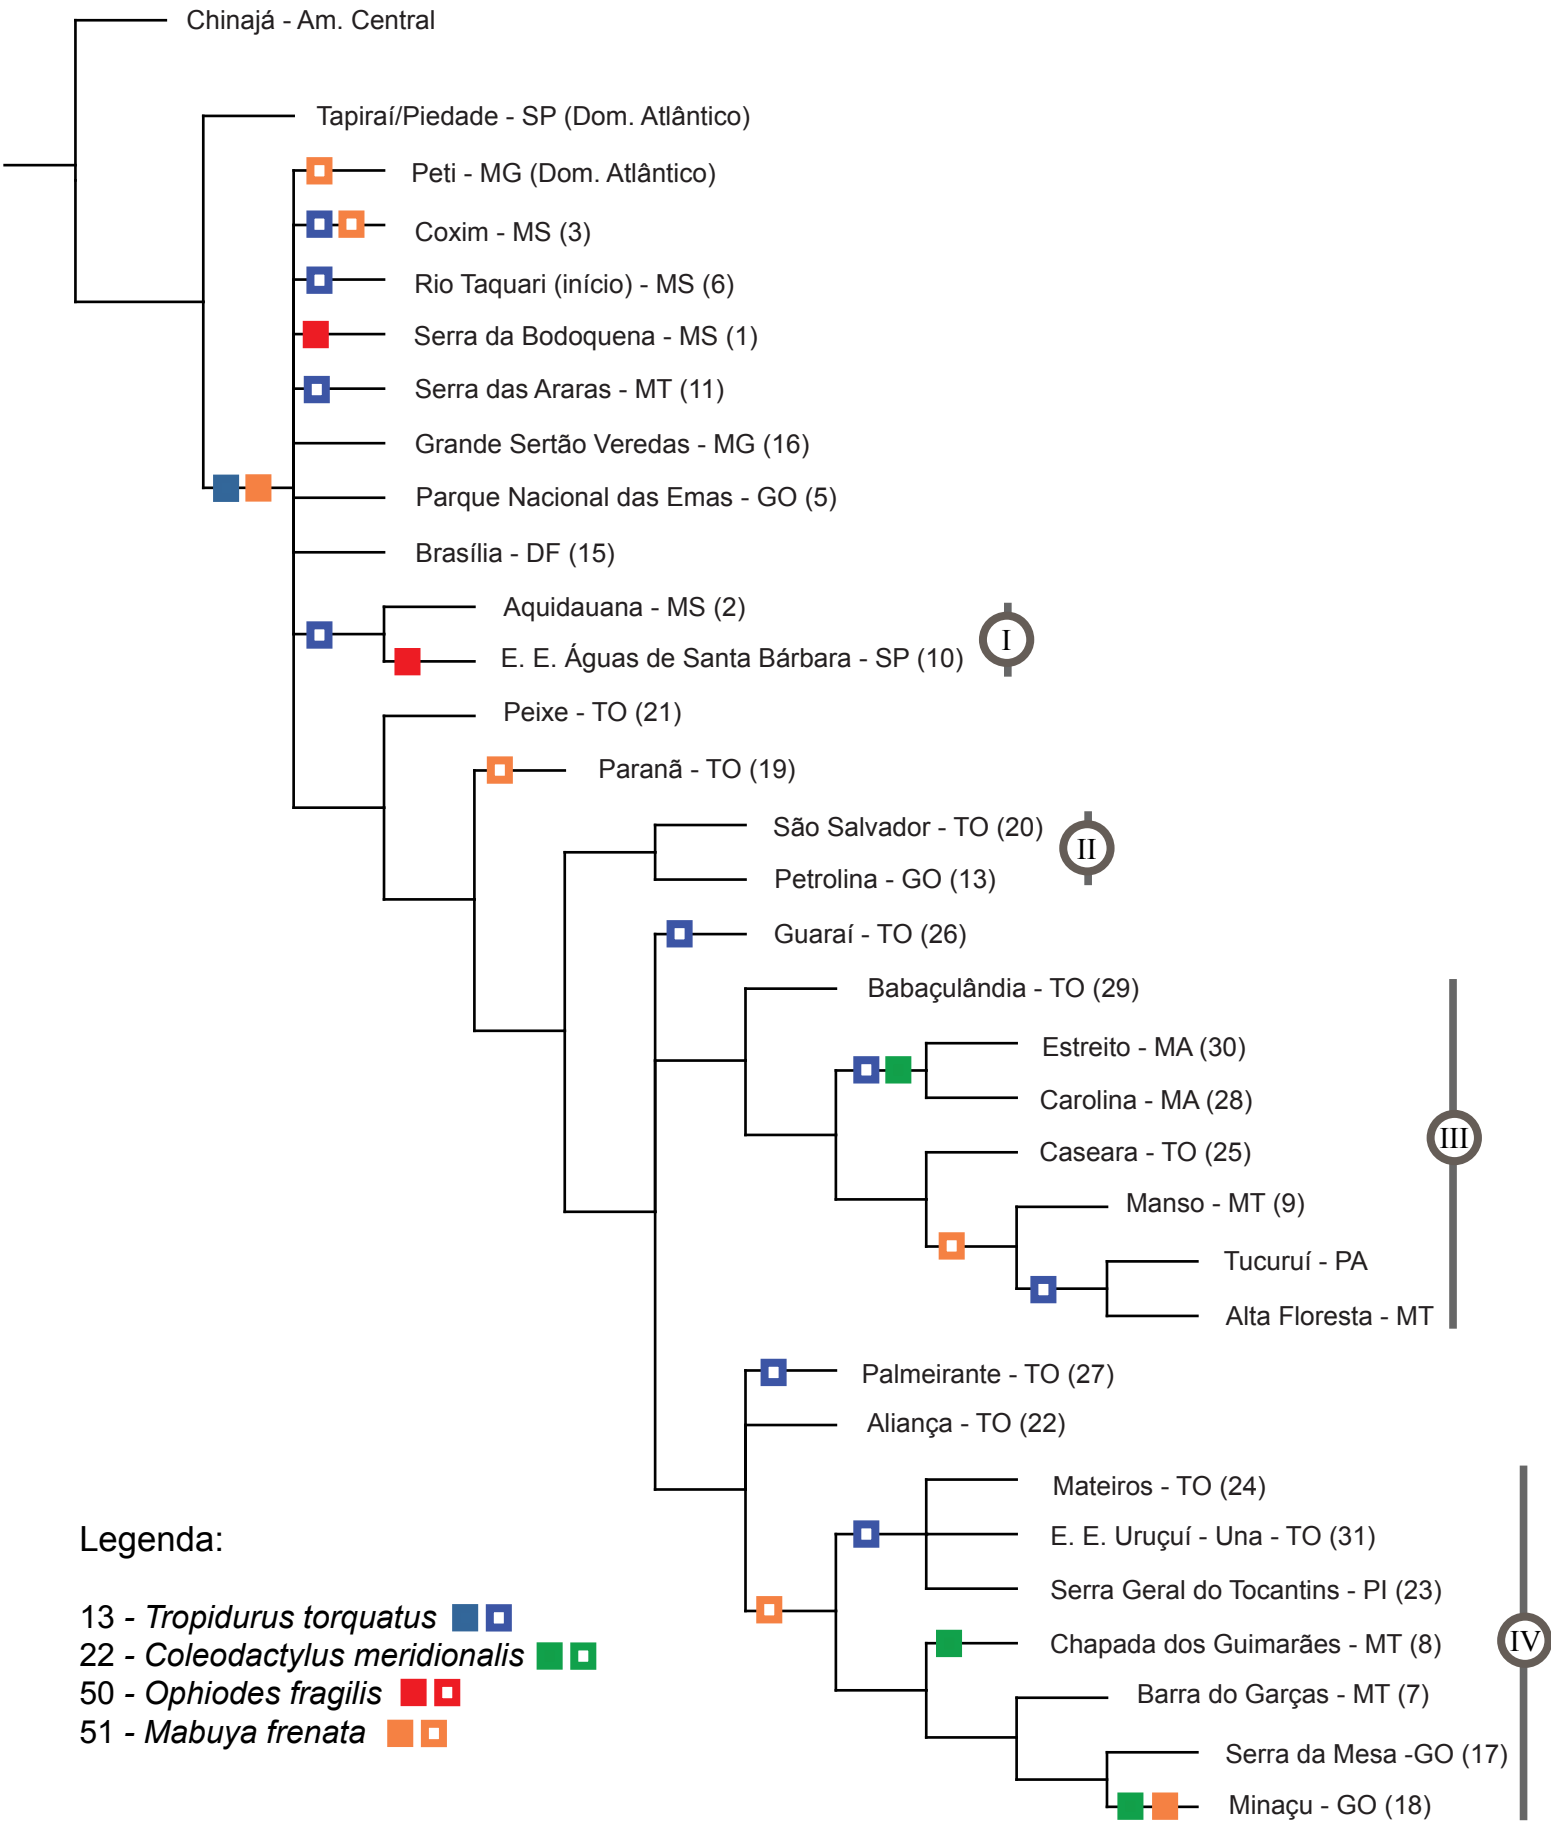 Chinajá - Am. Central
Tapiraí/Piedade - SP (Dom. Atlântico)
Peti - MG (Dom. Atlântico)
Coxim - MS (3)
Rio Taquari (início) - MS (6)
Serra da Bodoquena - MS (1)
Serra das Araras - MT (11)
Grande Sertão Veredas - MG (16)
Parque Nacional das Emas - GO (5)
Brasília - DF (15)
Aquidauana - MS (2)
I
E. E. Águas de Santa Bárbara - SP (10)
Peixe - TO (21)
Paranã - TO (19)
São Salvador - TO (20)
II
Petrolina - GO (13)
Guaraí - TO (26)
Babaçulândia - TO (29)
Estreito - MA (30)
Carolina - MA (28)
III
Caseara - TO (25)
Manso - MT (9)
Tucuruí - PA
Alta Floresta - MT
Palmeirante - TO (27)
Aliança - TO (22)
Mateiros - TO (24)
E. E. Uruçuí - Una - TO (31)
Serra Geral do Tocantins - PI (23)
Chapada dos Guimarães - MT (8)
IV
Barra do Garças - MT (7)
Serra da Mesa -GO (17)
Minaçu - GO (18)
Legenda:
13 - Tropidurus torquatus
22 - Coleodactylus meridionalis
50 - Ophiodes fragilis
51 - Mabuya frenata